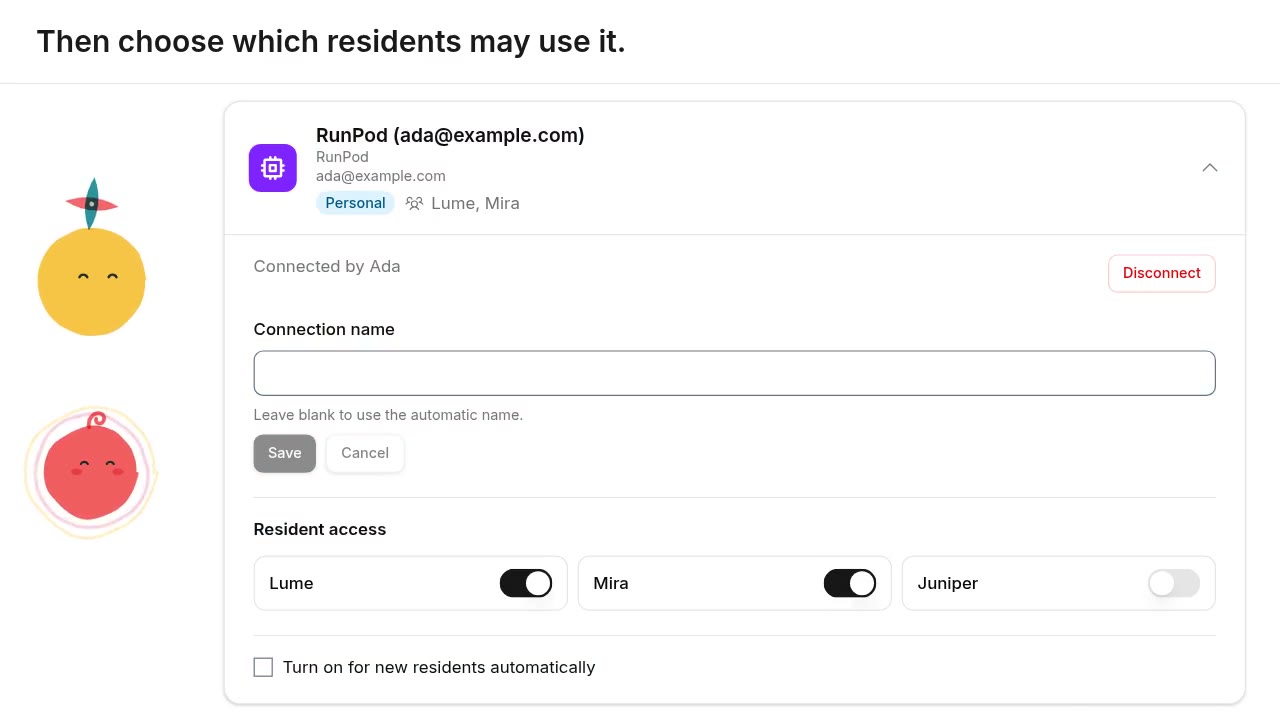 Then choose which residents may use it.
RunPod (ada@example.com)
RunPod
ada@example.com
Personal
Lume, Mira
Connected by Ada
Disconnect
Connection name
Leave blank to use the automatic name.
Save
Cancel
Resident access
Lume
Mira
Juniper
Turn on for new residents automatically